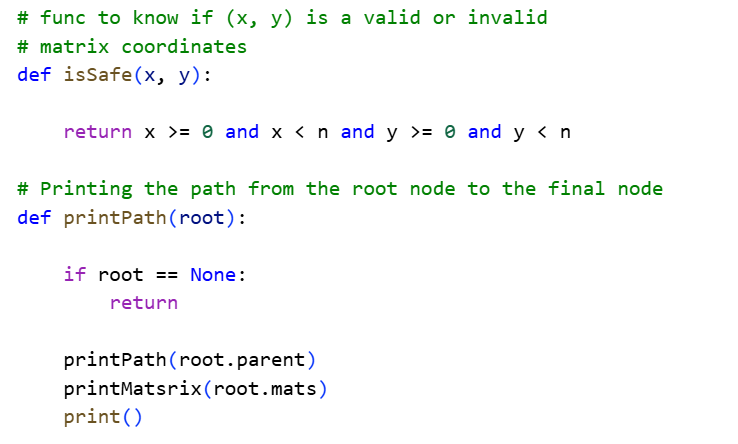 # func to know if (x, y) is a valid or invalid
# matrix coordinates
def isSafe(x, y):

    return x >= 0 and x < n and y >= 0 and y < n

# Printing the path from the root node to the final node
def printPath(root):

    if root == None:
        return

    printPath(root.parent)
    printMatsrix(root.mats)
    print()